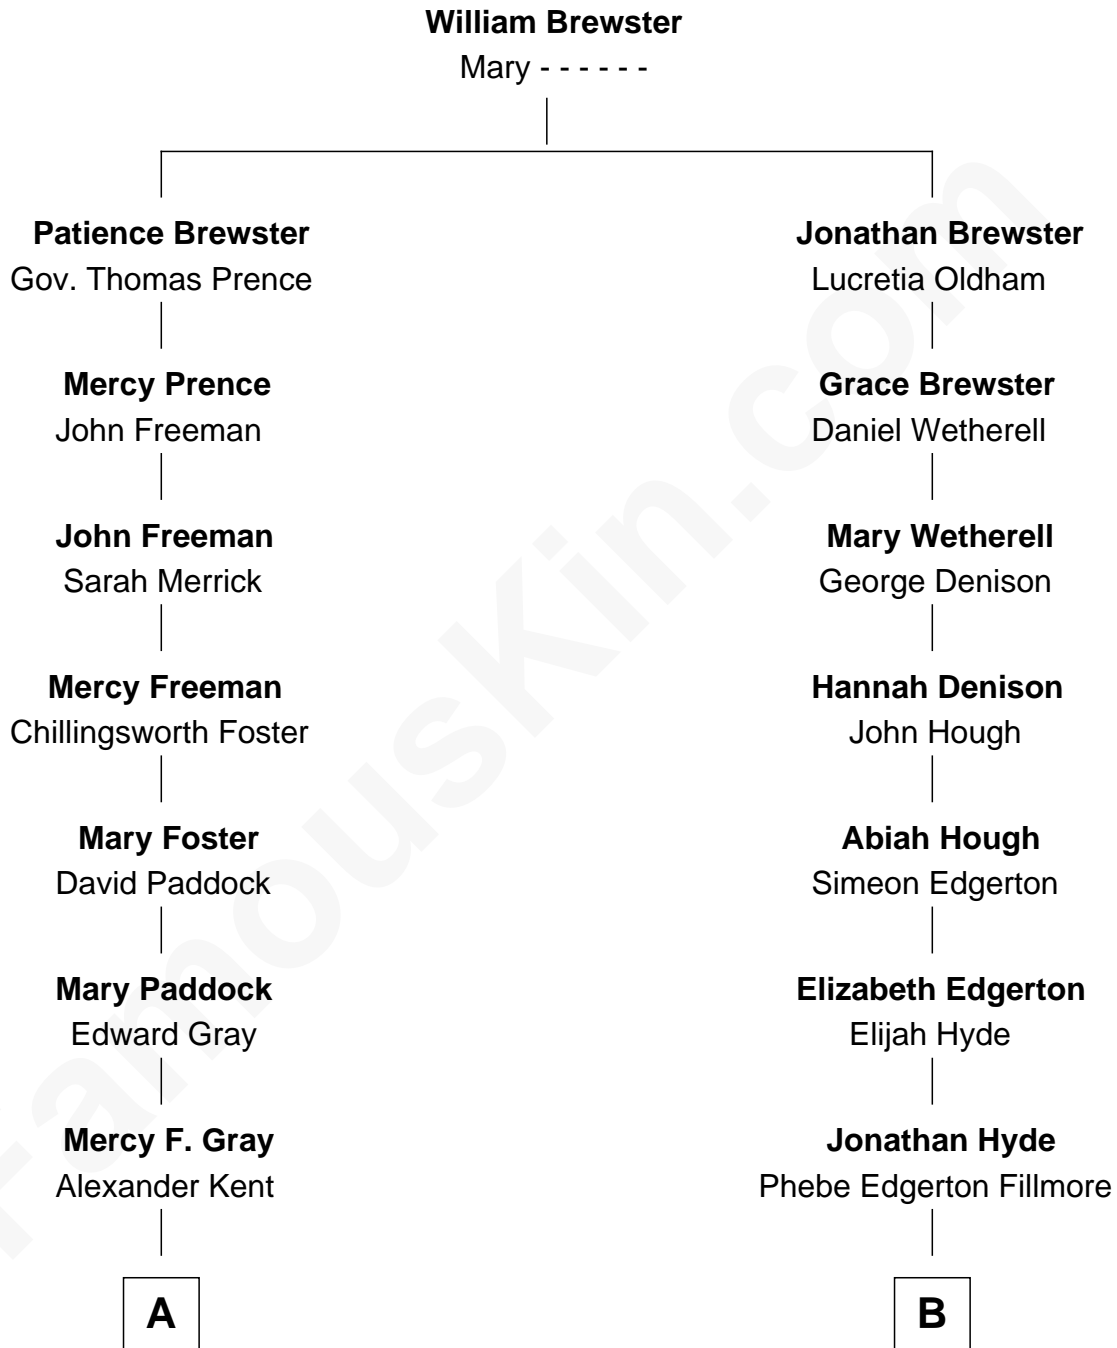 William Brewster
Mary - - - - - -
Patience Brewster
Gov. Thomas Prence
Jonathan Brewster
Lucretia Oldham
Mercy Prence
John Freeman
Grace Brewster
Daniel Wetherell
John Freeman
Sarah Merrick
Mary Wetherell
George Denison
Mercy Freeman
Chillingsworth Foster
Hannah Denison
John Hough
Mary Foster
David Paddock
Abiah Hough
Simeon Edgerton
Mary Paddock
Edward Gray
Elizabeth Edgerton
Elijah Hyde
Mercy F. Gray
Alexander Kent
Jonathan Hyde
Phebe Edgerton Fillmore
A
B
FamousKin.com